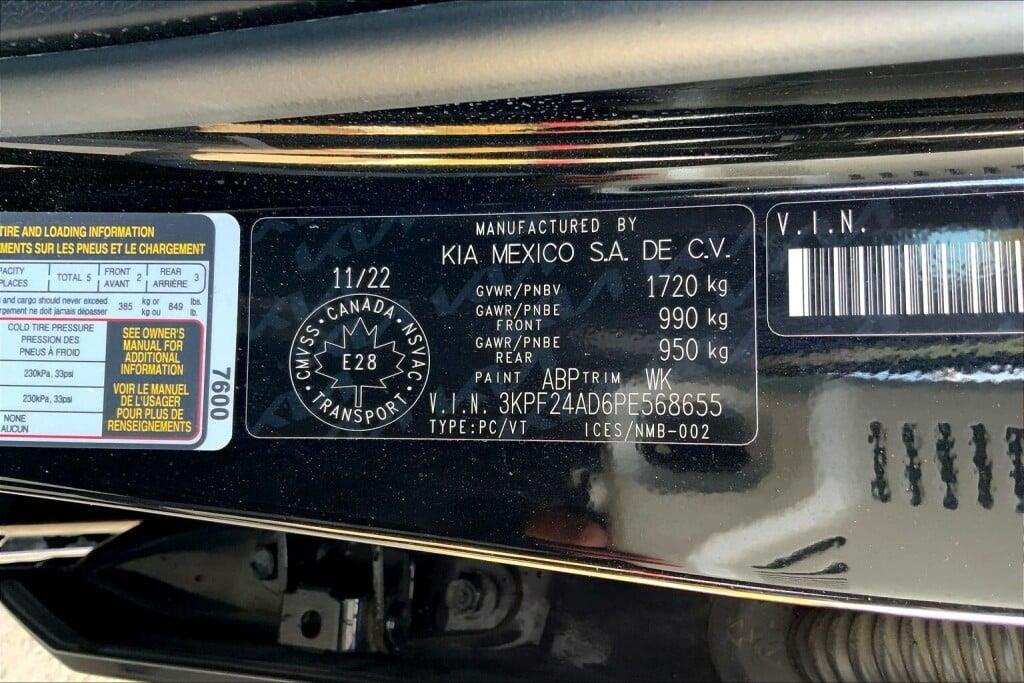 TIRE AND LOADING INFORMATION
SUR LES PNEUS ET LE CHARGEMENT
TOTAL 5 FRONT AVANT 2 REAR ARRIÈRE 3
and cargo should never exceed 385 kg or 849 lbs.
ne doit jamais dépasser kg ou lb.
COLD TIRE PRESSURE
PRESSION DES
PNEUS À FROID
230kPa, 33psi
230kPa, 33psi
NONE
AUCUN
SEE OWNER'S
MANUAL FOR
ADDITIONAL
INFORMATION
VOIR LE MANUEL
DE L'USAGER
POUR PLUS DE
RENSEIGNEMENTS
7600
MANUFACTURED BY
KIA MEXICO S.A. DE C.V.
11/22
GVWR/PNBV 1720 kg
GAWR/PNBE FRONT 990 kg
GAWR/PNBE REAR 950 kg
PAINT ABP TRIM WK
V.I.N. 3KPF24AD6PE568655
TYPE:PC/VT ICES/NMB-002
CMVSS · CANADA · NSVAC · TRANSPORT
E28
V.I.N.